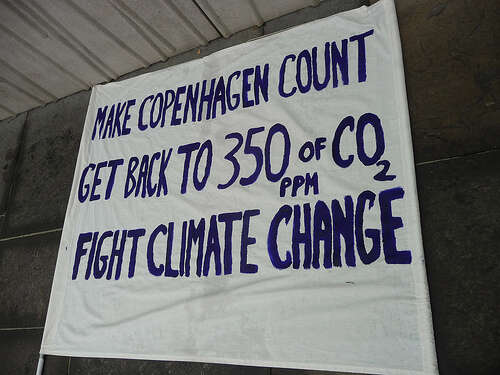 MAKE COPENHAGEN COUNT
GET BACK TO 350 PPM OF CO2
FIGHT CLIMATE CHANGE